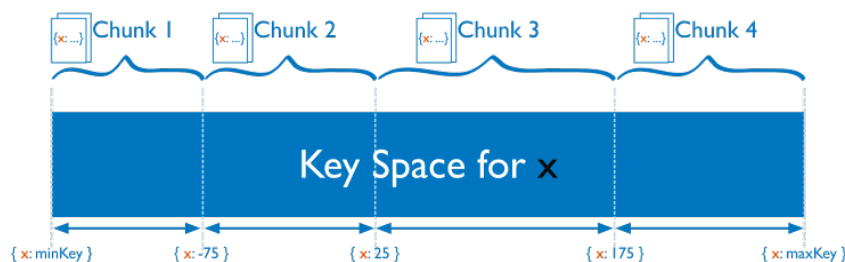 {x: ...} Chunk 1 {x: ...} Chunk 2 {x: ...} Chunk 3 {x: ...} Chunk 4
Key Space for x
{ x: minKey } { x: -75 } { x: 25 } { x: 175 } { x: maxKey }